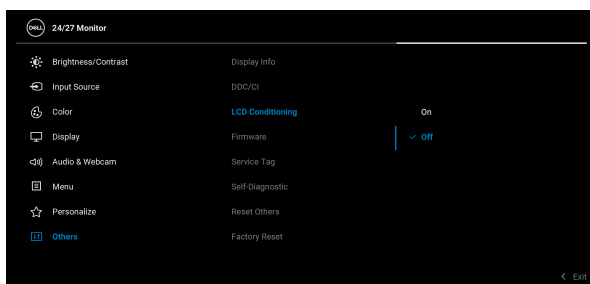 DELL 24/27 Monitor
Brightness/Contrast Display Info
Input Source DDC/CI
Color LCD Conditioning On
Display Firmware Off
Audio & Webcam Service Tag
Menu Self-Diagnostic
Personalize Reset Others
Others Factory Reset
Exit